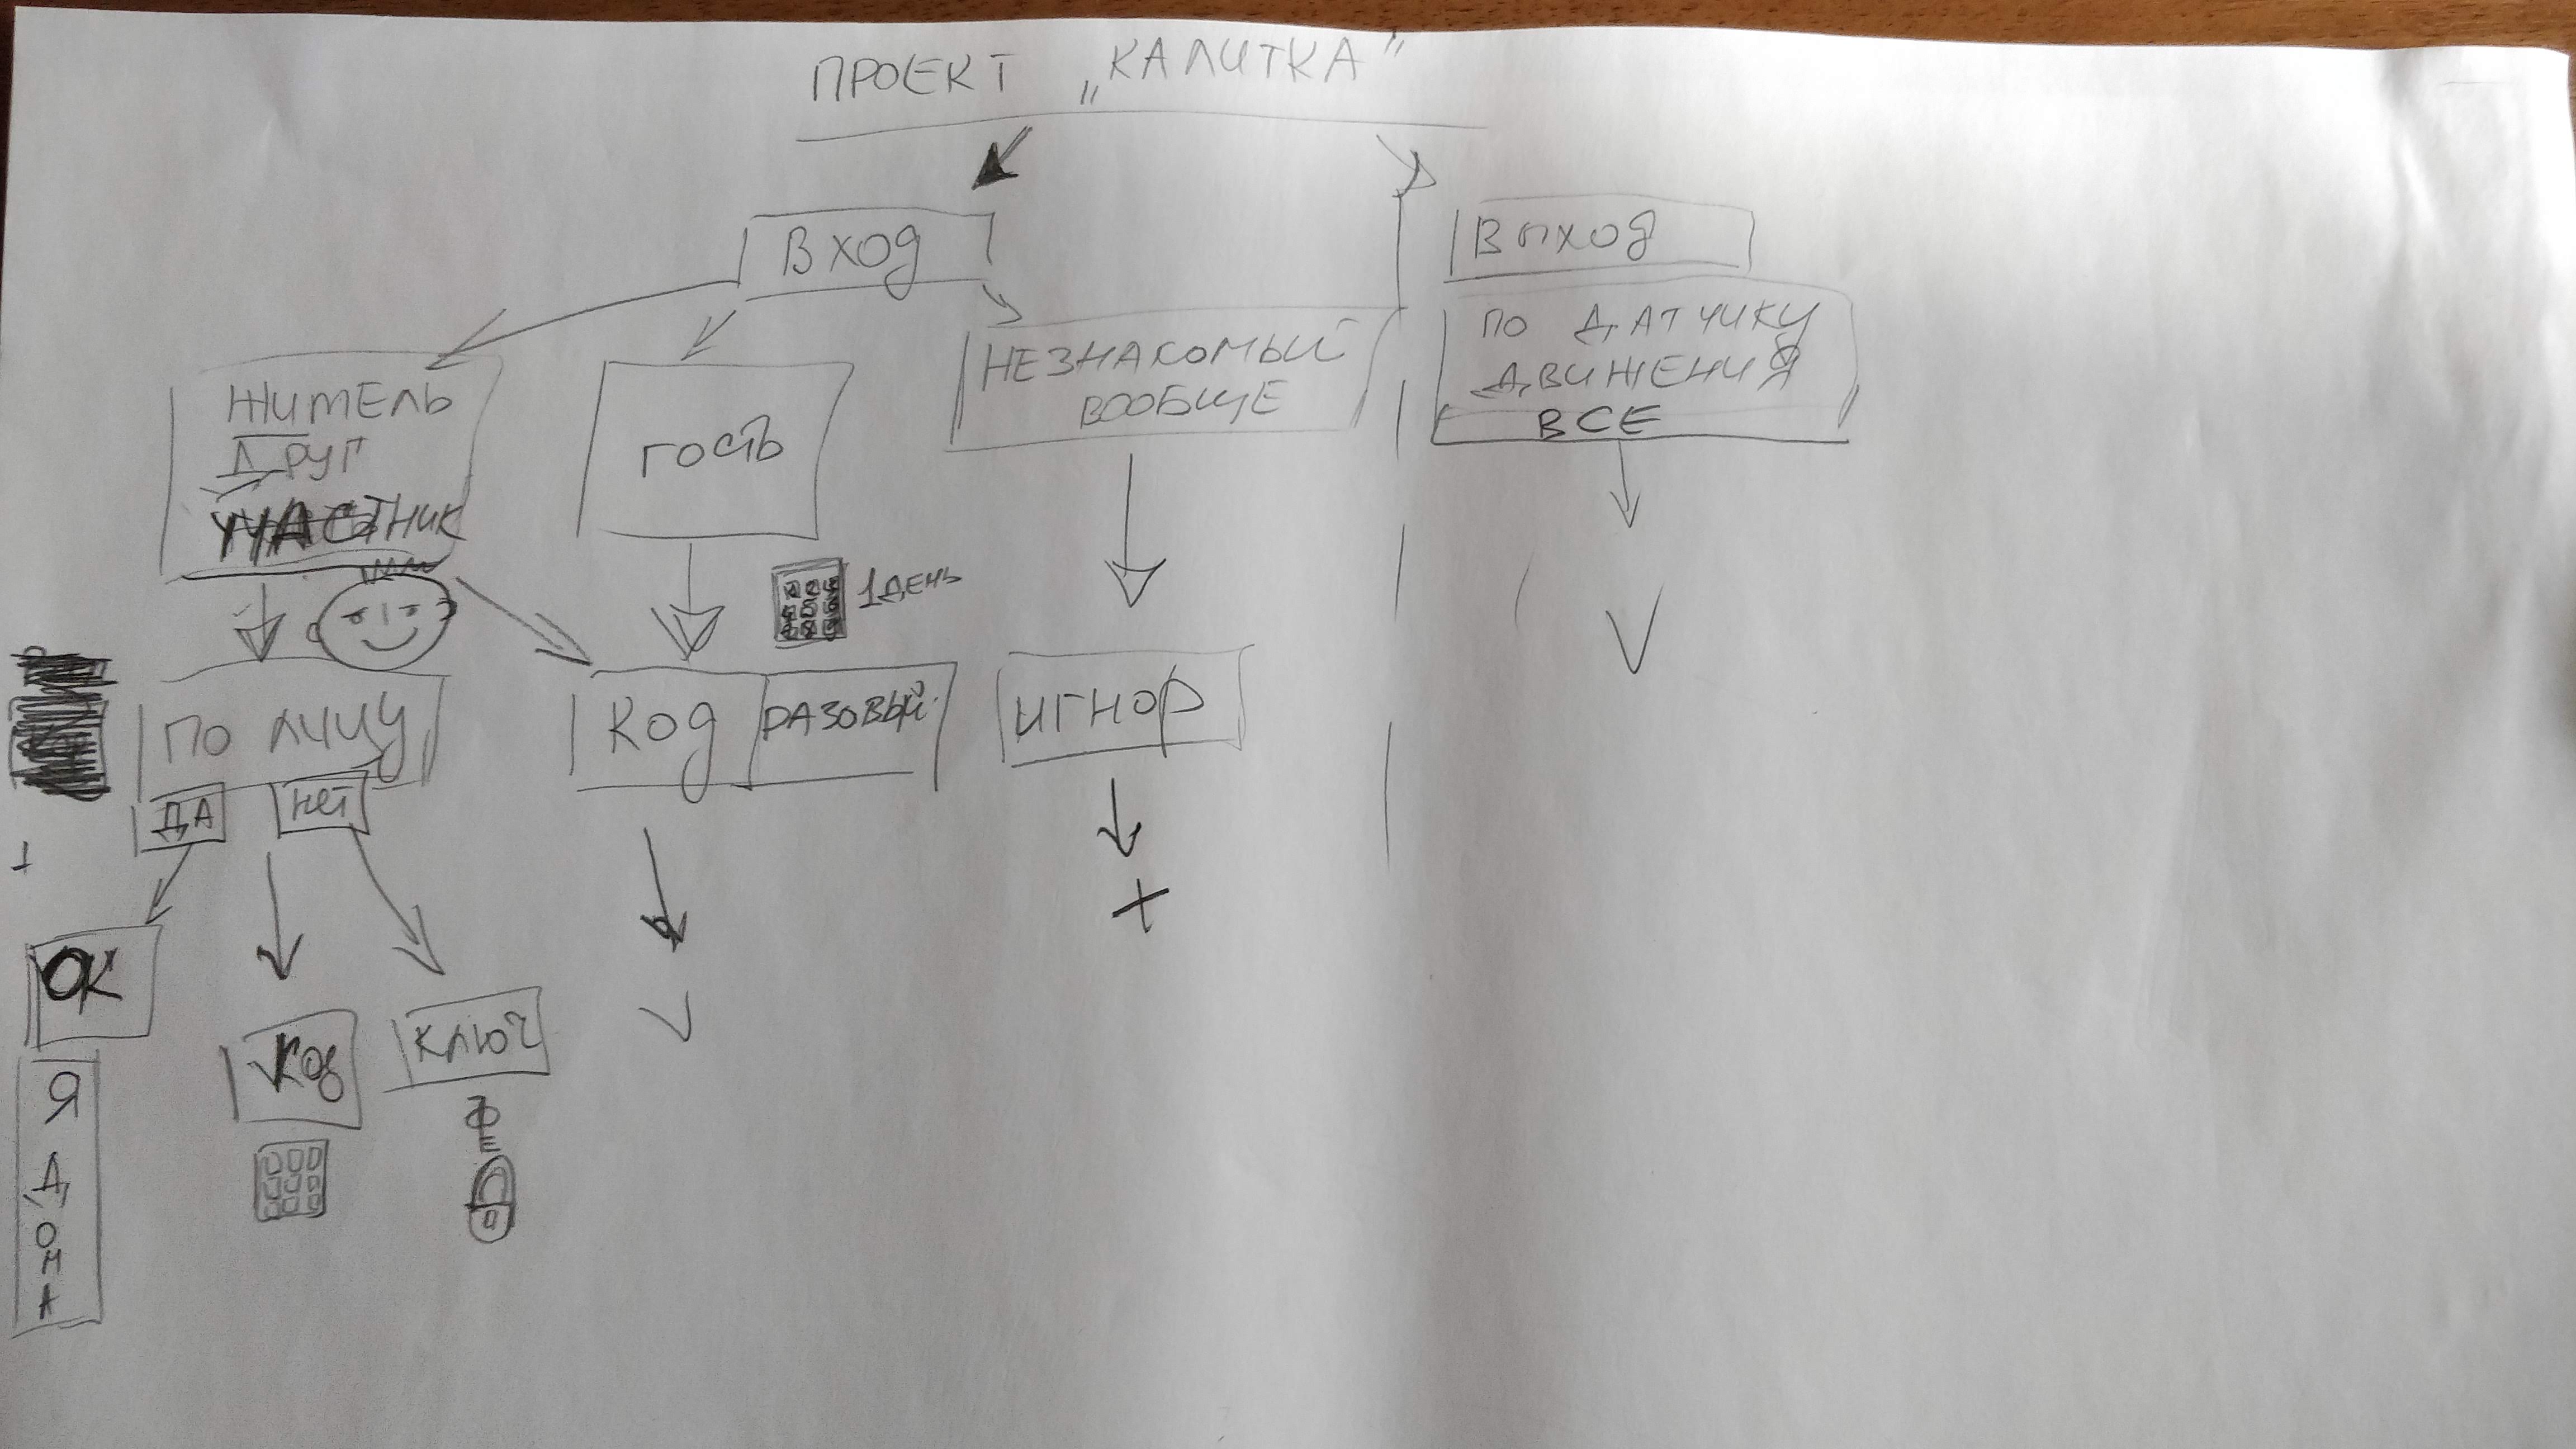 ПРОЕКТ „КАЛИТКА"
ВХОД
ВЫХОД
ПО ДАТЧИКУ
ДВИЖЕНИЯ
ВСЕ
НЕЗНАКОМЫЙ
ВООБЩЕ
ЖИТЕЛЬ
ДРУГ
УЧАСТНИК
ГОСТЬ
1 ДЕНЬ
ПО ЛИЦУ
ДА
НЕТ
КОД
РАЗОВЫЙ
ИГНОР
ОК
КОД
КЛЮЧ
Я ДОМА